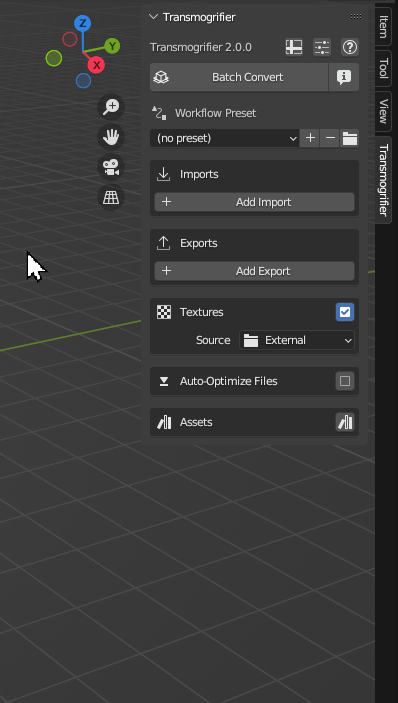 Transmogrifier
Transmogrifier 2.0.0
Batch Convert
Workflow Preset
(no preset)
Imports
Add Import
Exports
Add Export
Textures
Source External
Auto-Optimize Files
Assets
Z
Y
X
Item
Tool
View
Transmogrifier